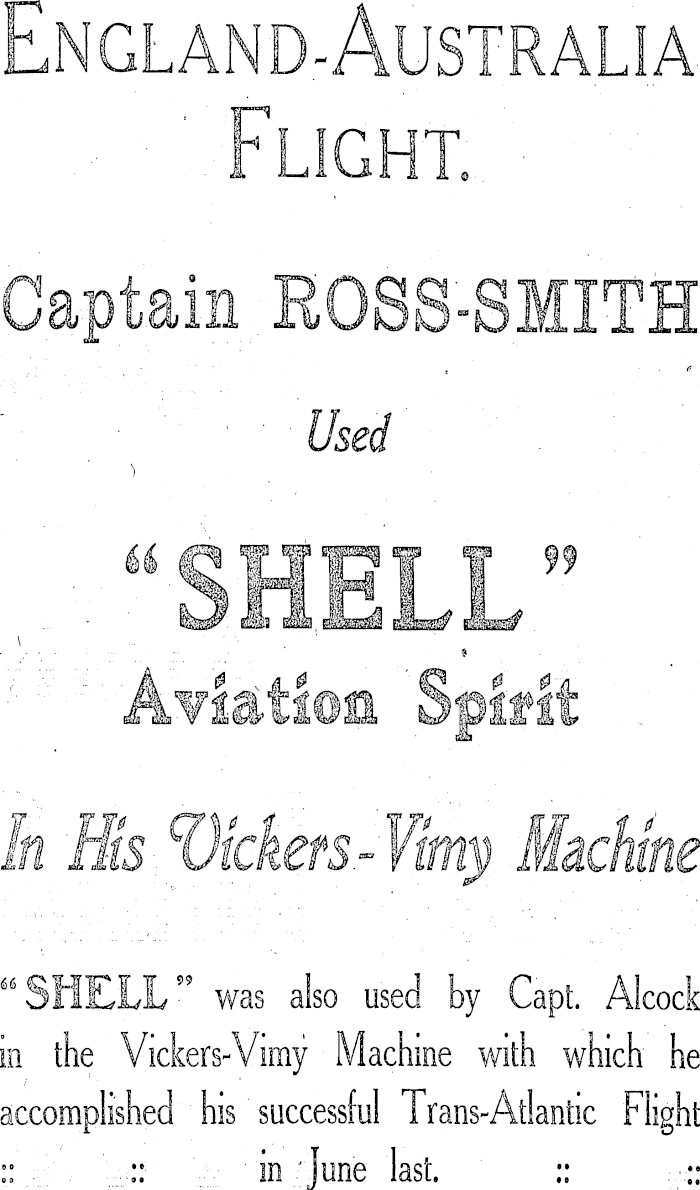 ENGLAND-AUSTRALIA
FLIGHT.
Captain ROSS-SMITH
Used
“SHELL”
Aviation Spirit
In His Vickers-Vimy Machine
“SHELL” was also used by Capt. Alcock
in the Vickers-Vimy Machine with which he
accomplished his successful Trans-Atlantic Flight
:: :: in June last. :: ::